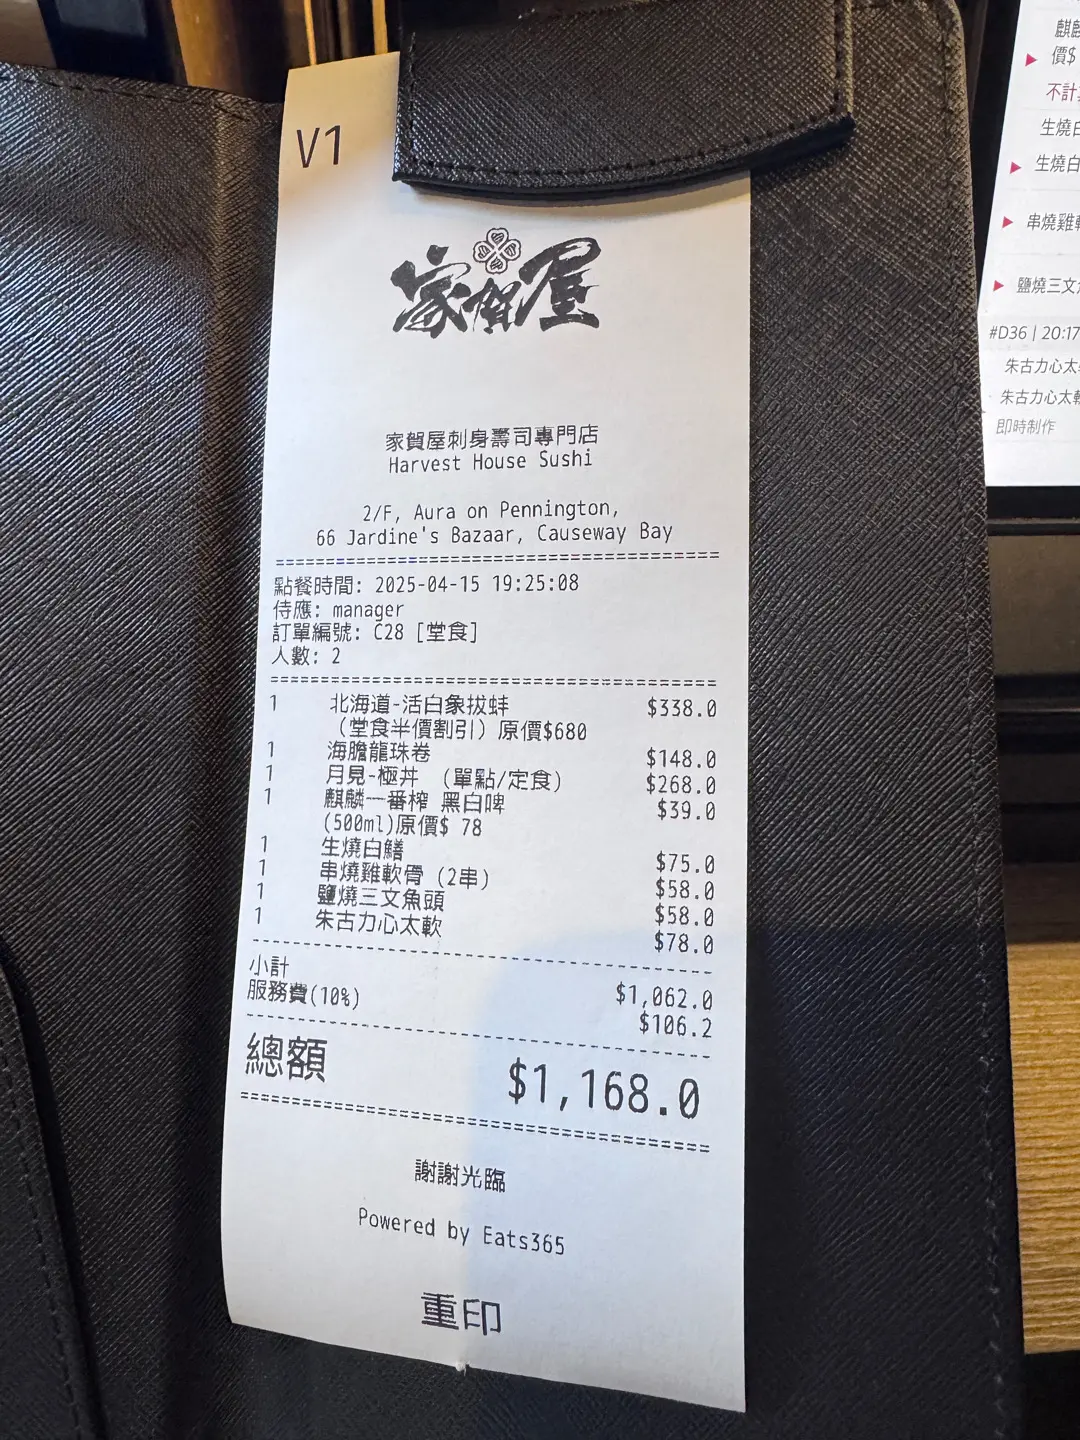 V1
家賀屋
家賀屋刺身壽司專門店
Harvest House Sushi
2/F, Aura on Pennington,
66 Jardine's Bazaar, Causeway Bay
點餐時間: 2025-04-15 19:25:08
侍應: manager
訂單編號: C28 [堂食]
人數: 2
1 北海道-活白象拔蚌 $338.0
(堂食半價割引) 原價$680
1 海膽龍珠卷 $148.0
1 月見-極丼 (單點/定食) $268.0
1 麒麟一番榨 黑白啤 $39.0
(500ml)原價$ 78
1 生燒白鱔 $75.0
1 串燒雞軟骨 (2串) $58.0
1 鹽燒三文魚頭 $58.0
1 朱古力心太軟 $78.0
小計 $1,062.0
服務費(10%) $106.2
總額 $1,168.0
謝謝光臨
Powered by Eats365
重印
價$
不計
生燒白
生燒白
串燒雞軟
鹽燒三文
#D36 | 20:17
朱古力心太
朱古力心太軟
即時制作